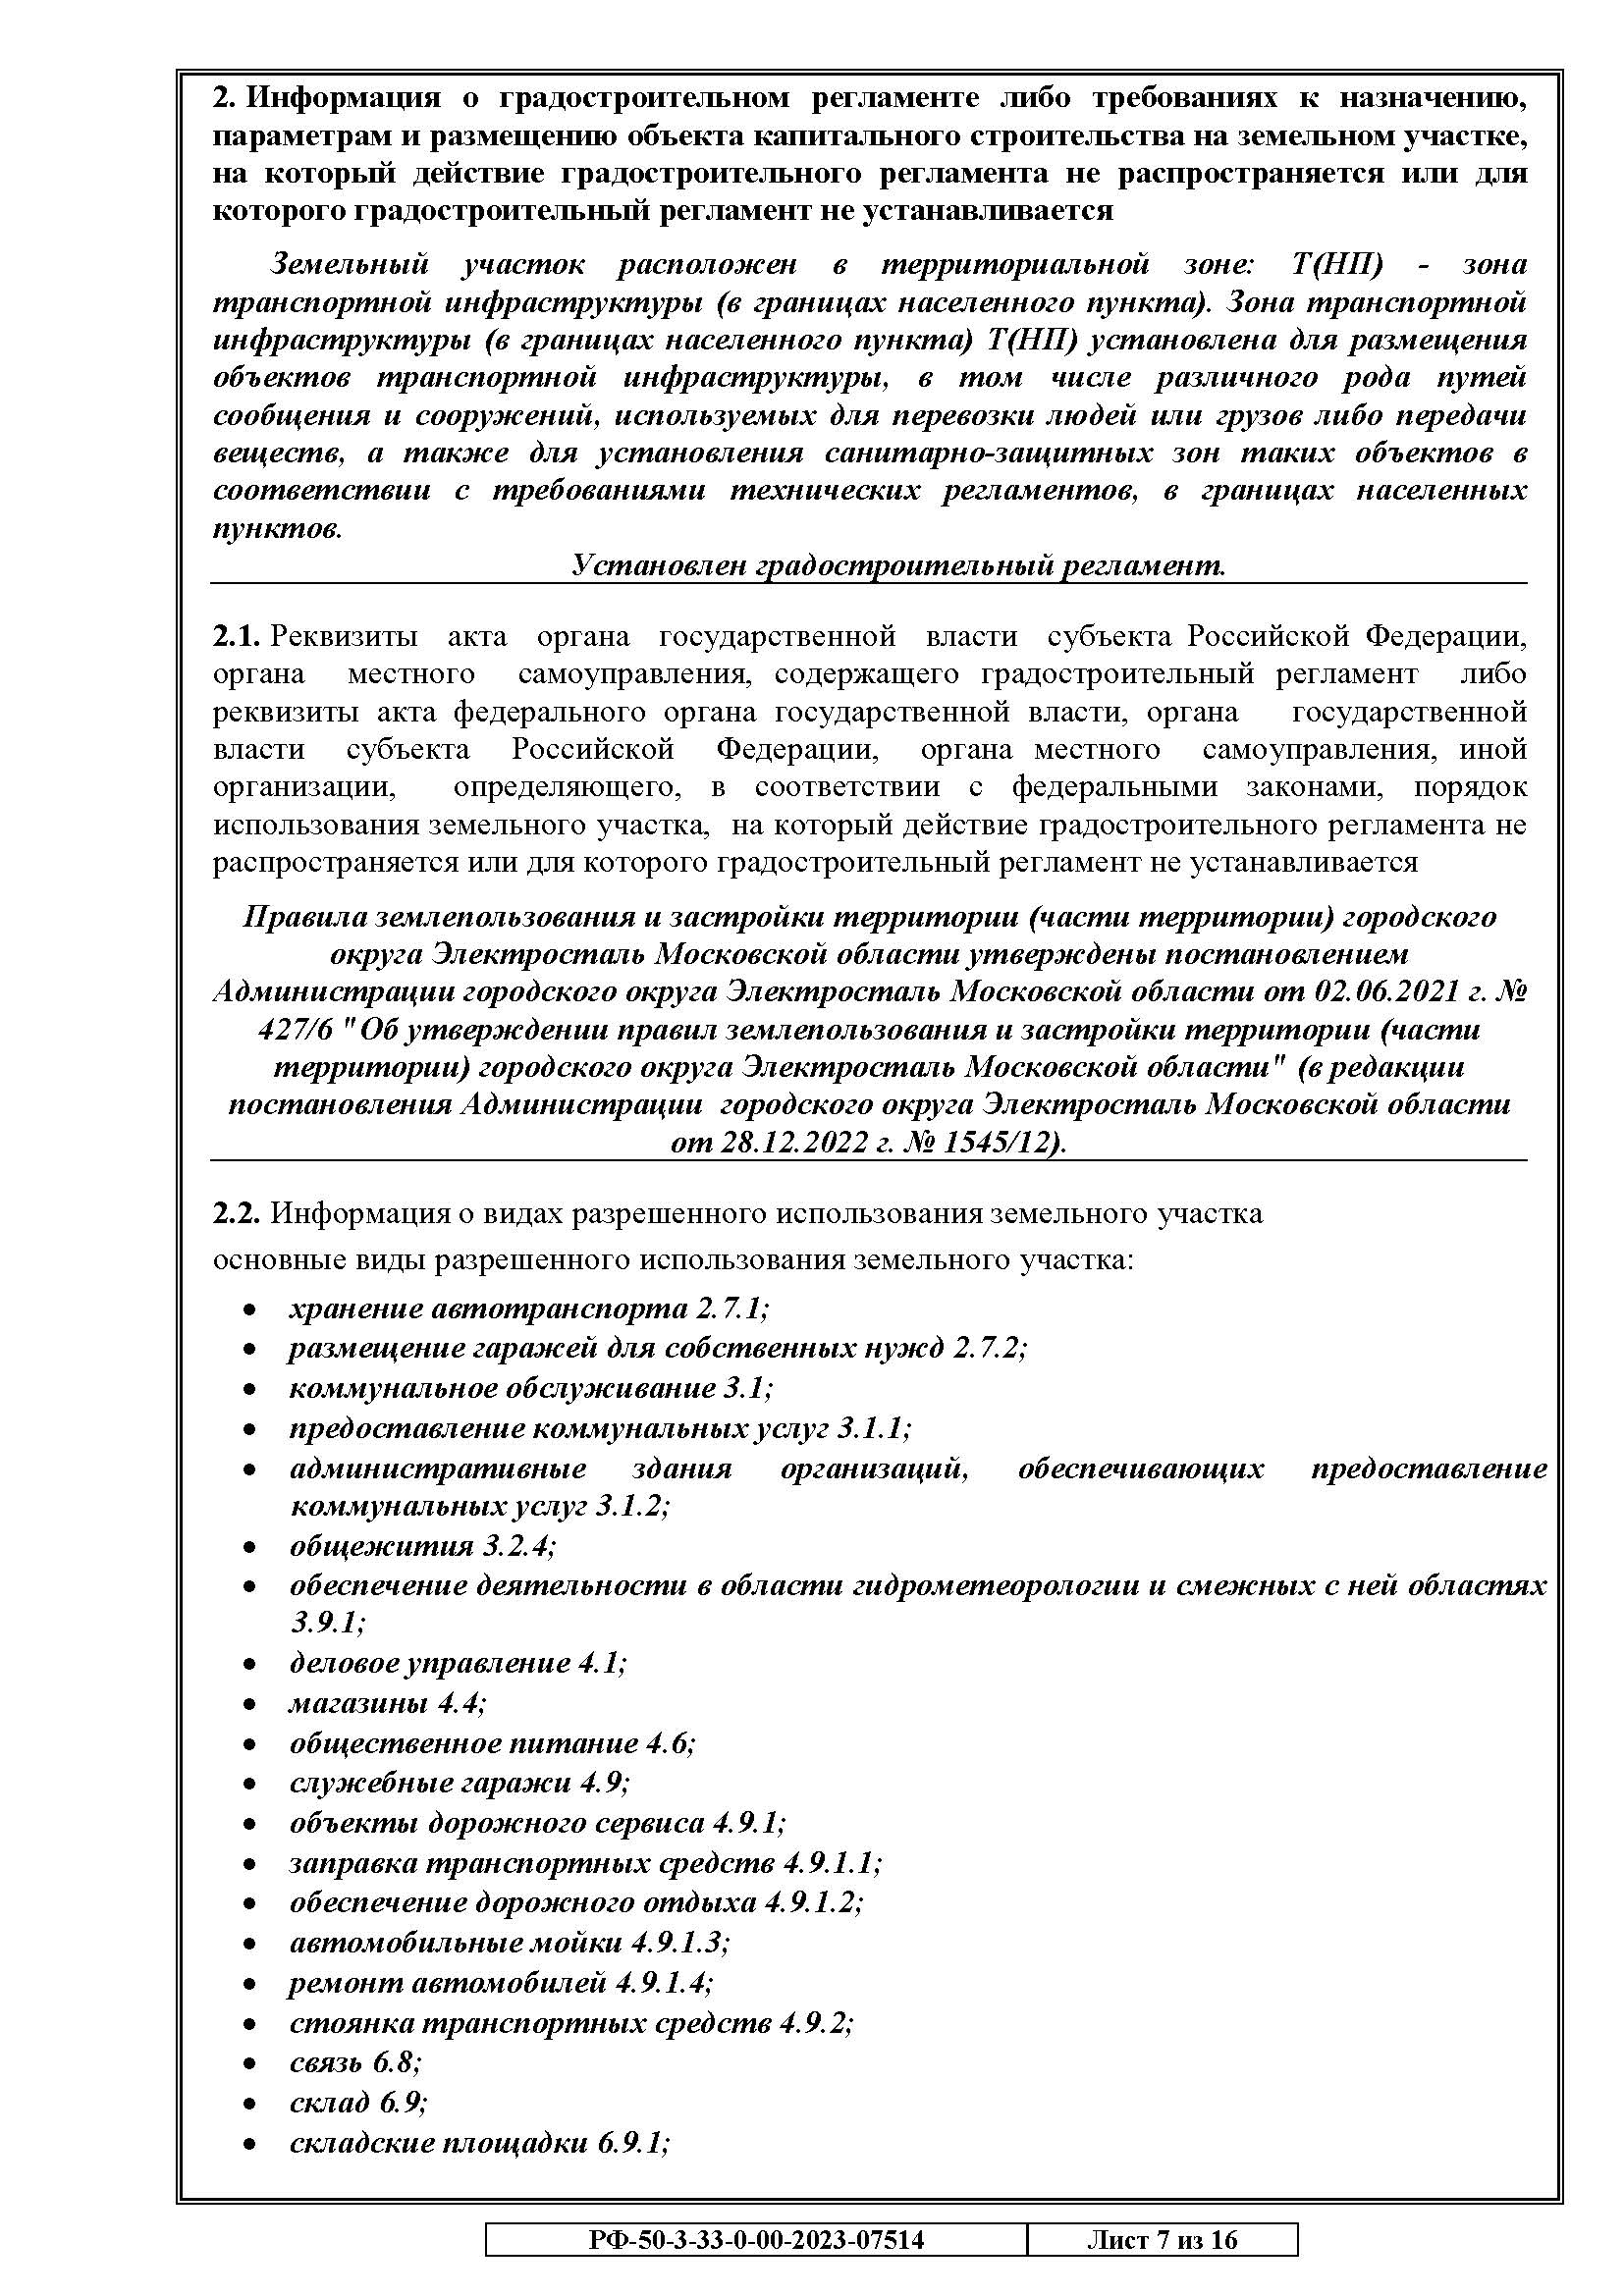 2. Информация о градостроительном регламенте либо требованиях к назначению,
параметрам и размещению объекта капитального строительства на земельном участке,
на который действие градостроительного регламента не распространяется или для
которого градостроительный регламент не устанавливается
Земельный участок расположен в территориальной зоне: Т(НП) - зона
транспортной инфраструктуры (в границах населенного пункта). Зона транспортной
инфраструктуры (в границах населенного пункта) Т(НП) установлена для размещения
объектов транспортной инфраструктуры, в том числе различного рода путей
сообщения и сооружений, используемых для перевозки людей или грузов либо передачи
веществ, а также для установления санитарно-защитных зон таких объектов в
соответствии с требованиями технических регламентов, в границах населенных
пунктов.
Установлен градостроительный регламент.
2.1. Реквизиты акта органа государственной власти субъекта Российской Федерации,
органа местного самоуправления, содержащего градостроительный регламент либо
реквизиты акта федерального органа государственной власти, органа государственной
власти субъекта Российской Федерации, органа местного самоуправления, иной
организации, определяющего, в соответствии с федеральными законами, порядок
использования земельного участка, на который действие градостроительного регламента не
распространяется или для которого градостроительный регламент не устанавливается
Правила землепользования и застройки территории (части территории) городского
округа Электросталь Московской области утверждены постановлением
Администрации городского округа Электросталь Московской области от 02.06.2021 г. №
427/6 "Об утверждении правил землепользования и застройки территории (части
территории) городского округа Электросталь Московской области" (в редакции
постановления Администрации городского округа Электросталь Московской области
от 28.12.2022 г. № 1545/12).
2.2. Информация о видах разрешенного использования земельного участка
основные виды разрешенного использования земельного участка:
• хранение автотранспорта 2.7.1;
• размещение гаражей для собственных нужд 2.7.2;
• коммунальное обслуживание 3.1;
• предоставление коммунальных услуг 3.1.1;
• административные здания организаций, обеспечивающих предоставление
коммунальных услуг 3.1.2;
• общежития 3.2.4;
• обеспечение деятельности в области гидрометеорологии и смежных с ней областях
3.9.1;
• деловое управление 4.1;
• магазины 4.4;
• общественное питание 4.6;
• служебные гаражи 4.9;
• объекты дорожного сервиса 4.9.1;
• заправка транспортных средств 4.9.1.1;
• обеспечение дорожного отдыха 4.9.1.2;
• автомобильные мойки 4.9.1.3;
• ремонт автомобилей 4.9.1.4;
• стоянка транспортных средств 4.9.2;
• связь 6.8;
• склад 6.9;
• складские площадки 6.9.1;
РФ-50-3-33-0-00-2023-07514 Лист 7 из 16